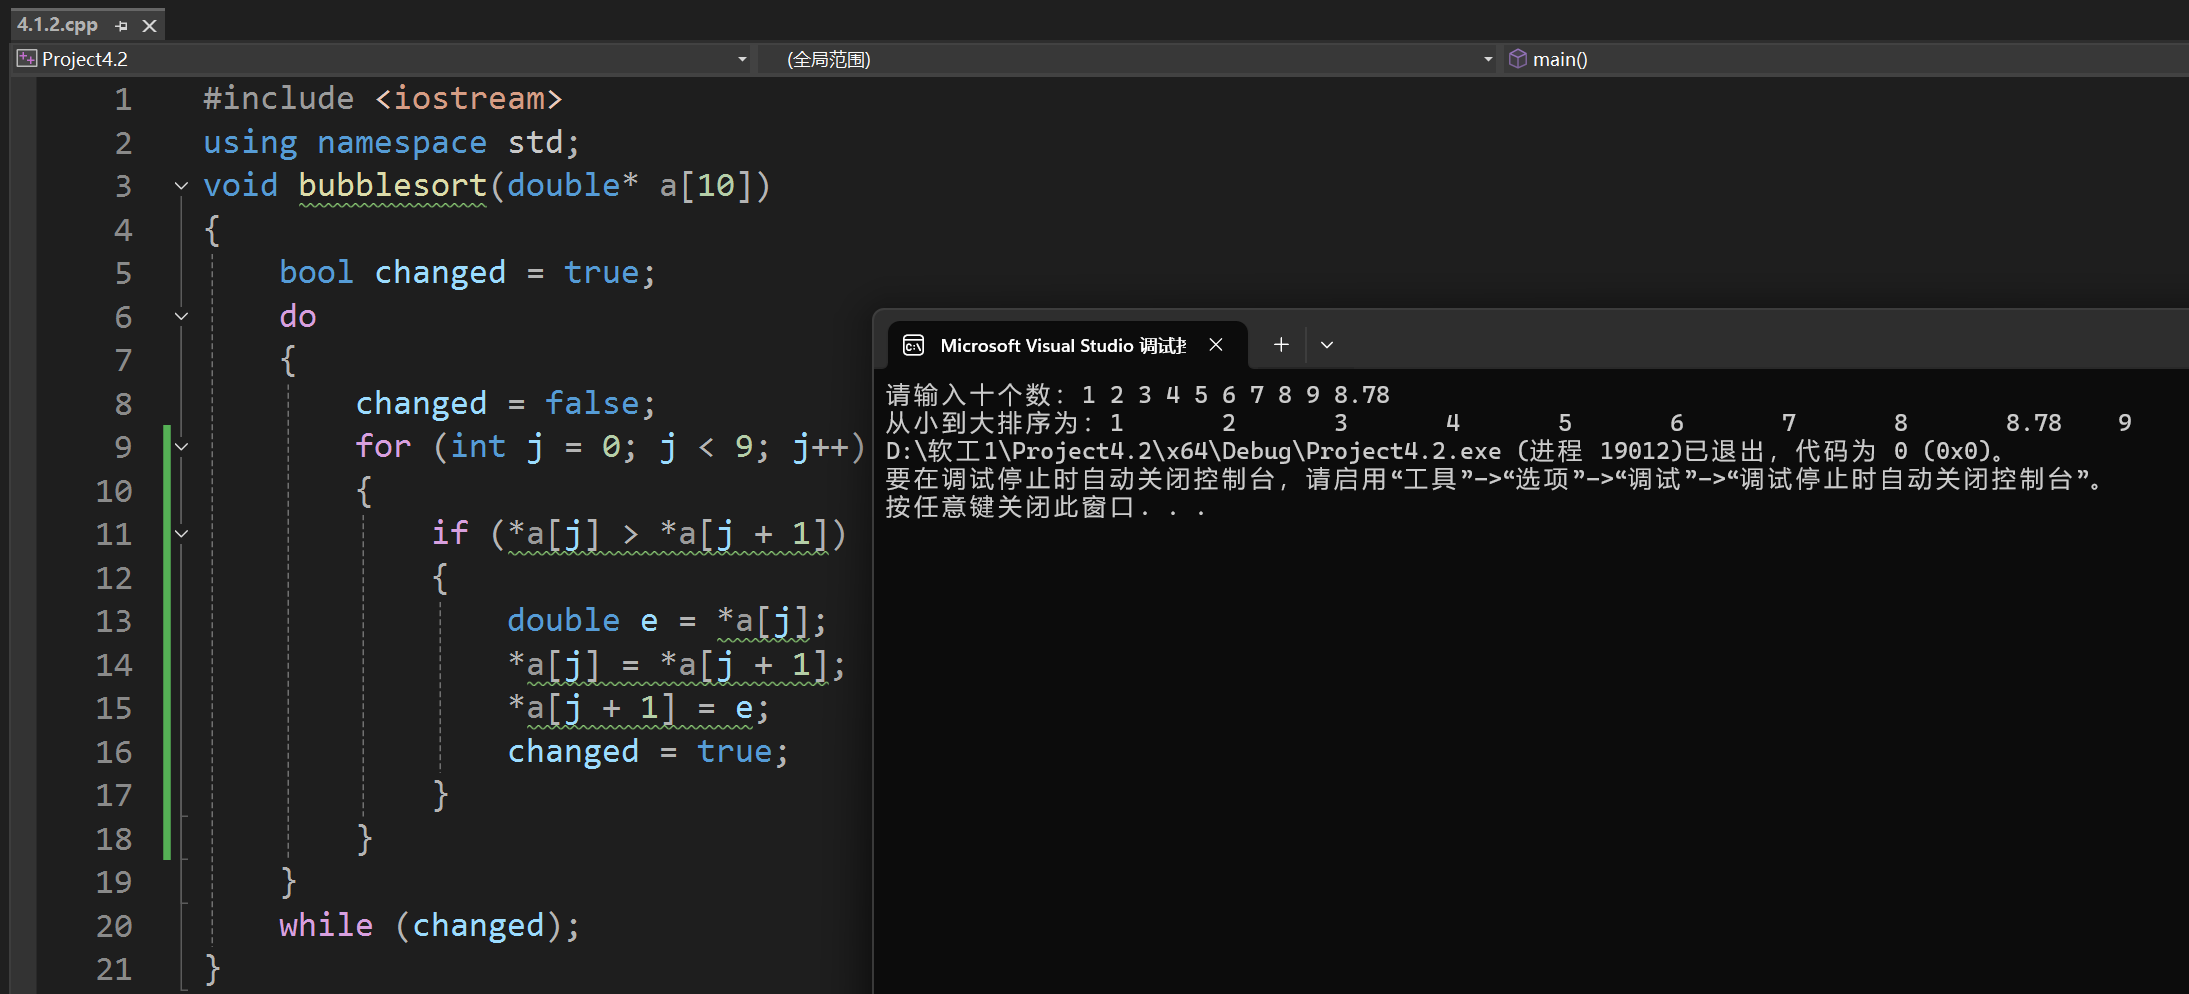 4.1.2.cpp
Project4.2 (全局范围) main()
1 #include <iostream>
2 using namespace std;
3 void bubblesort(double* a[10])
4 {
5 bool changed = true;
6 do
7 {
8 changed = false;
9 for (int j = 0; j < 9; j++)
10 {
11 if (*a[j] > *a[j + 1])
12 {
13 double e = *a[j];
14 *a[j] = *a[j + 1];
15 *a[j + 1] = e;
16 changed = true;
17 }
18 }
19 }
20 while (changed);
21 }
Microsoft Visual Studio 调试
请输入十个数: 1 2 3 4 5 6 7 8 9 8.78
从小到大排序为: 1 2 3 4 5 6 7 8 8.78 9
D:\软工1\Project4.2\x64\Debug\Project4.2.exe (进程 19012)已退出，代码为 0 (0x0)。
要在调试停止时自动关闭控制台，请启用“工具”->“选项”->“调试”->“调试停止时自动关闭控制台”。
按任意键关闭此窗口. . .